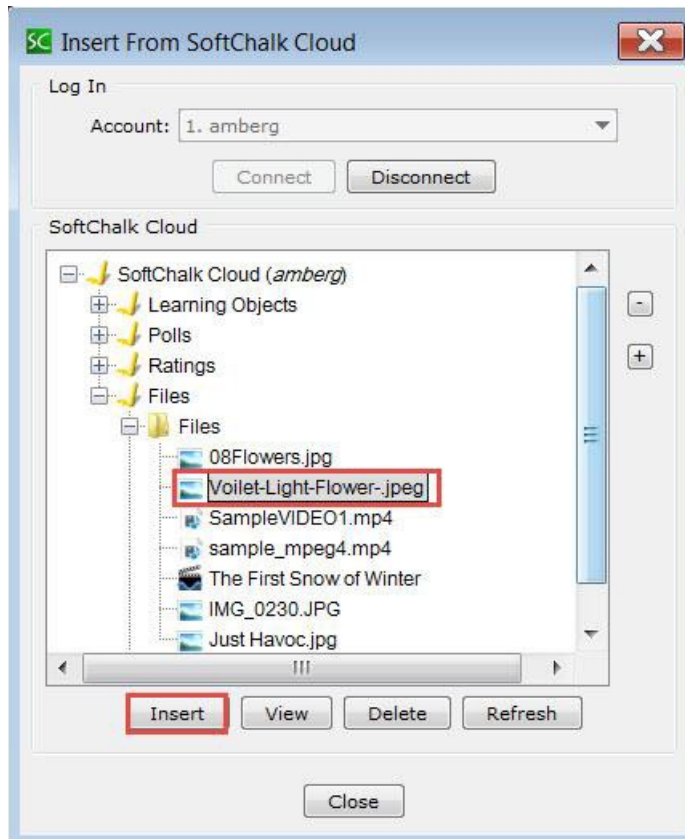 SC Insert From SoftChalk Cloud
Log In
Account: 1. amberg
Connect Disconnect
SoftChalk Cloud
SoftChalk Cloud (amberg)
Learning Objects
Polls
Ratings
Files
Files
08Flowers.jpg
Voilet-Light-Flower-.jpeg
SampleVIDEO1.mp4
sample_mpeg4.mp4
The First Snow of Winter
IMG_0230.JPG
Just Havoc.jpg
Insert View Delete Refresh
Close